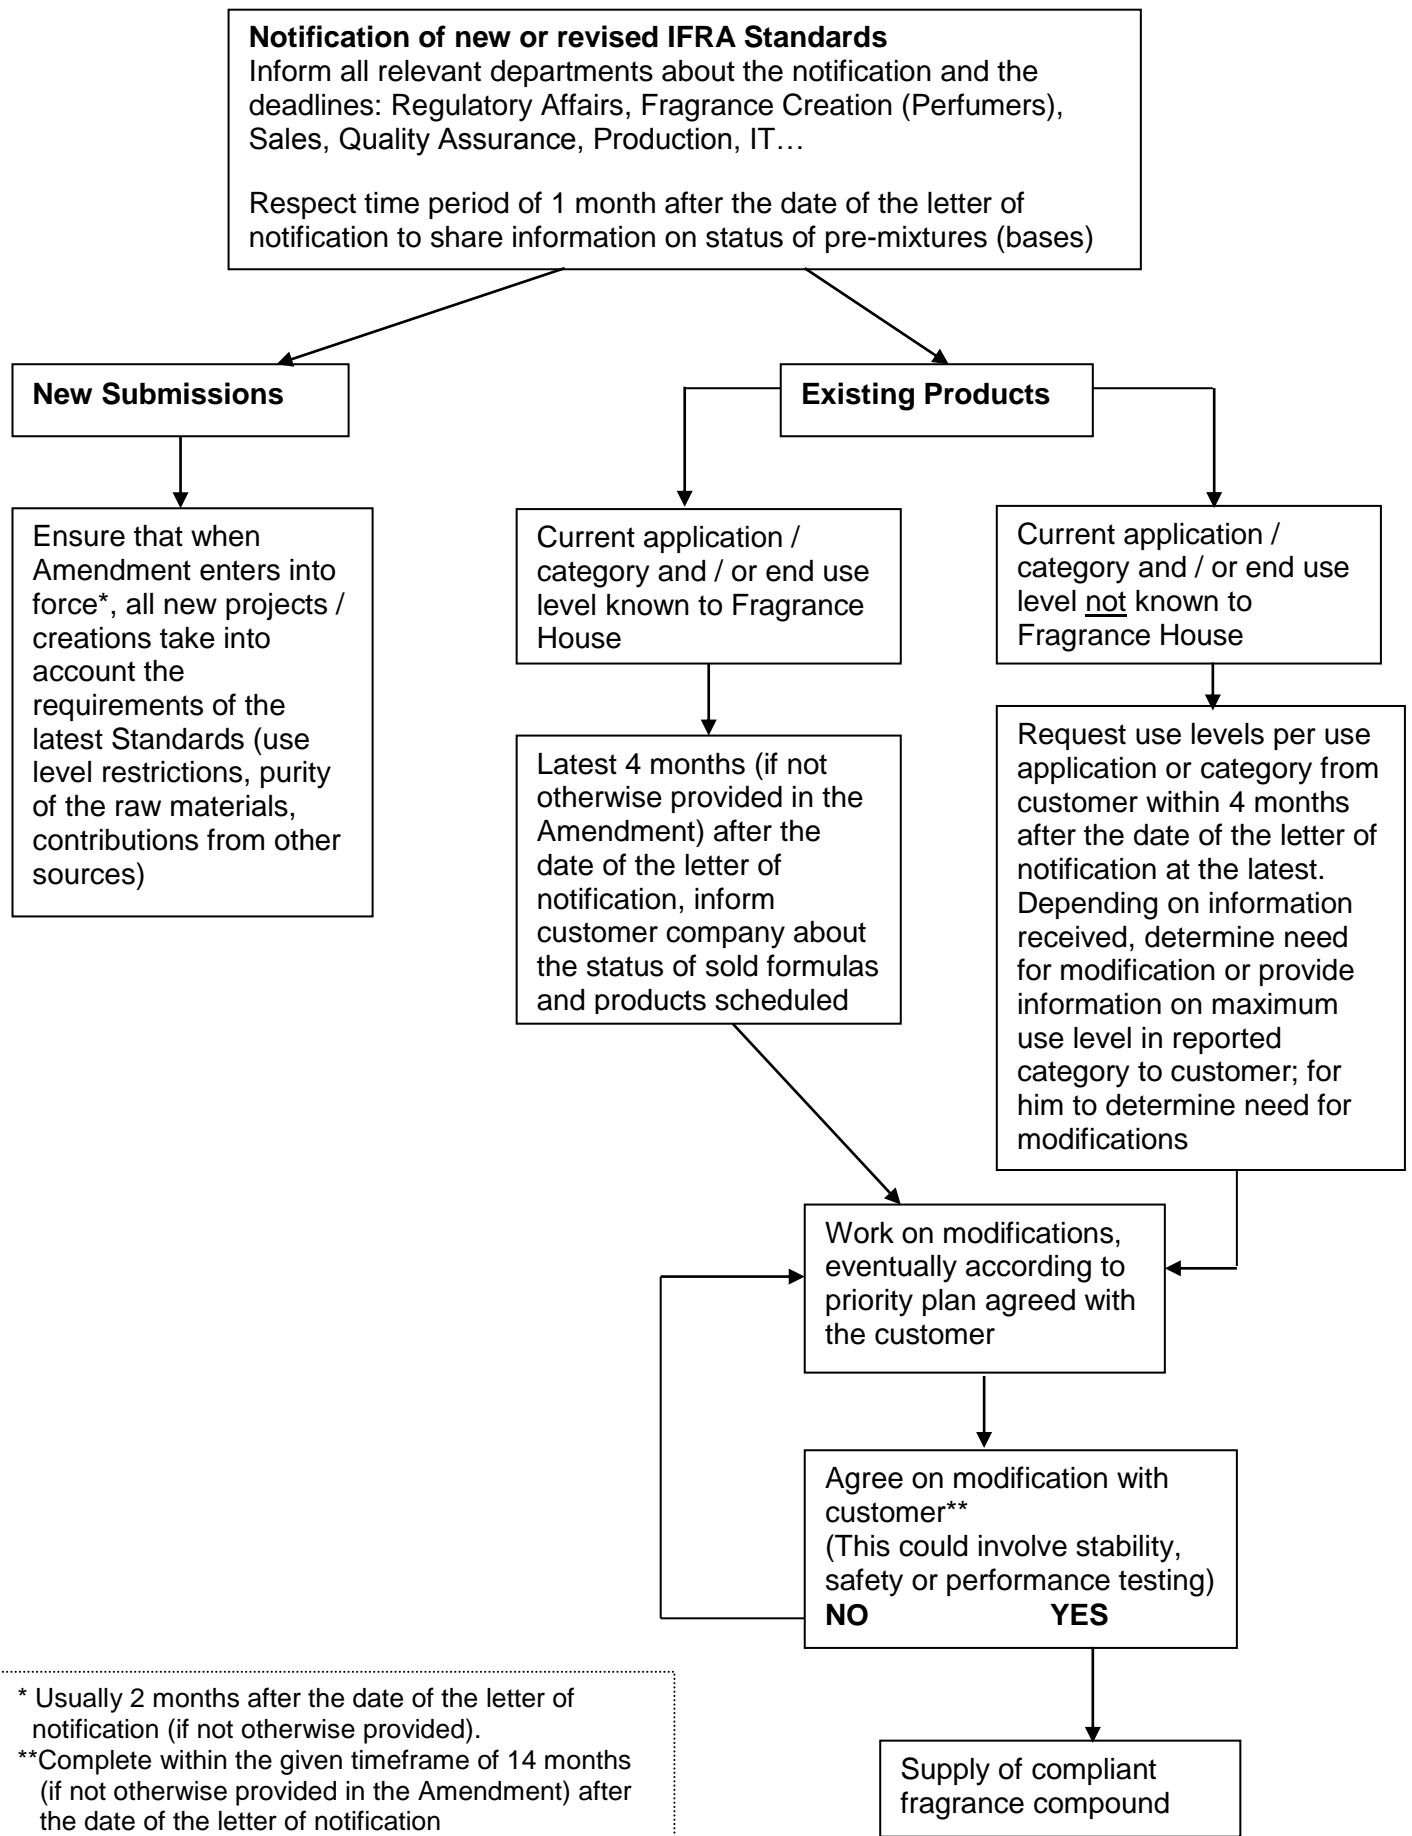 Notification of new or revised IFRA Standards
Inform all relevant departments about the notification and the
deadlines: Regulatory Affairs, Fragrance Creation (Perfumers),
Sales, Quality Assurance, Production, IT…
Respect time period of 1 month after the date of the letter of
notification to share information on status of pre-mixtures (bases)
New Submissions
Existing Products
Ensure that when
Amendment enters into
force*, all new projects /
creations take into
account the
requirements of the
latest Standards (use
level restrictions, purity
of the raw materials,
contributions from other
sources)
Current application /
category and / or end use
level known to Fragrance
House
Current application /
category and / or end use
level not known to
Fragrance House
Latest 4 months (if not
otherwise provided in the
Amendment) after the
date of the letter of
notification, inform
customer company about
the status of sold formulas
and products scheduled
Request use levels per use
application or category from
customer within 4 months
after the date of the letter of
notification at the latest.
Depending on information
received, determine need
for modification or provide
information on maximum
use level in reported
category to customer; for
him to determine need for
modifications
Work on modifications,
eventually according to
priority plan agreed with
the customer
Agree on modification with
customer**
(This could involve stability,
safety or performance testing)
NO YES
* Usually 2 months after the date of the letter of
notification (if not otherwise provided).
**Complete within the given timeframe of 14 months
(if not otherwise provided in the Amendment) after
the date of the letter of notification
Supply of compliant
fragrance compound